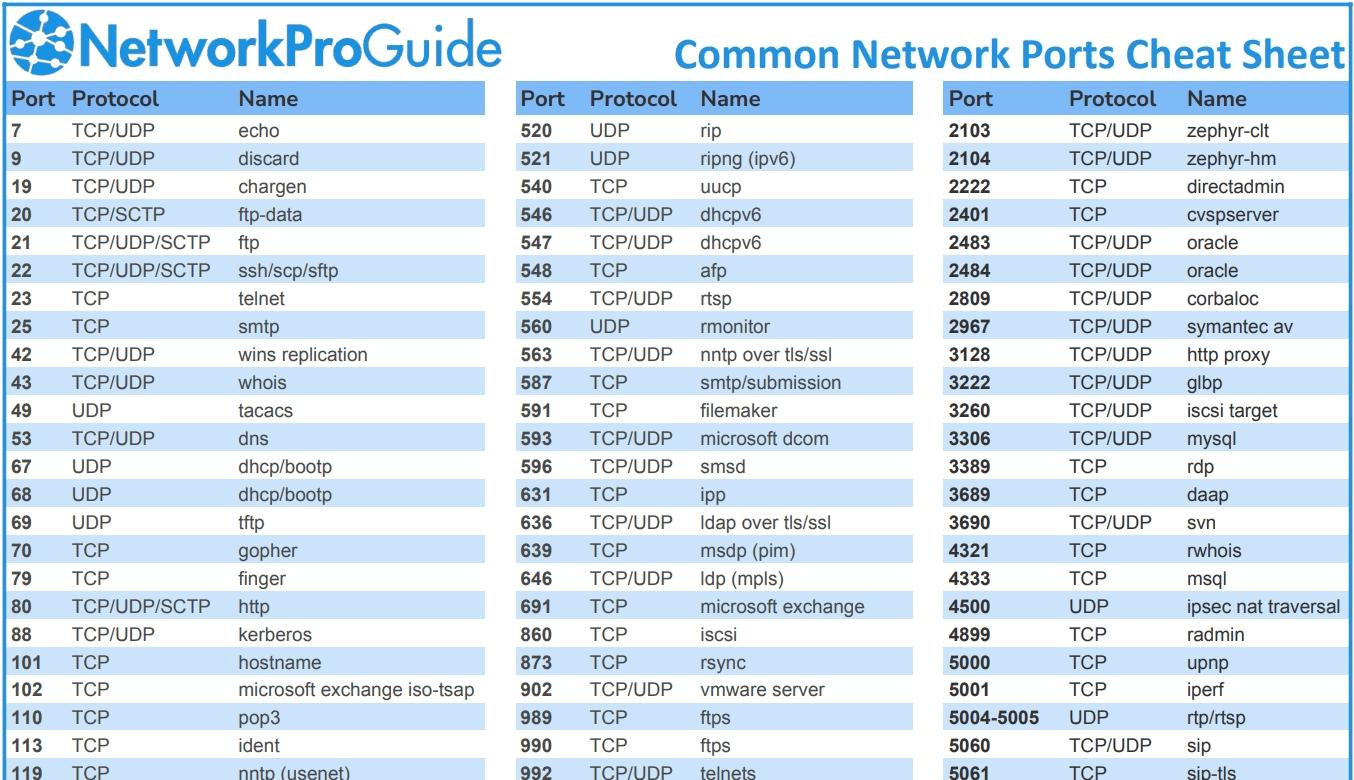 NetworkProGuide
Common Network Ports Cheat Sheet
Port Protocol Name
7 TCP/UDP echo
9 TCP/UDP discard
19 TCP/UDP chargen
20 TCP/SCTP ftp-data
21 TCP/UDP/SCTP ftp
22 TCP/UDP/SCTP ssh/scp/sftp
23 TCP telnet
25 TCP smtp
42 TCP/UDP wins replication
43 TCP/UDP whois
49 UDP tacacs
53 TCP/UDP dns
67 UDP dhcp/bootp
68 UDP dhcp/bootp
69 UDP tftp
70 TCP gopher
79 TCP finger
80 TCP/UDP/SCTP http
88 TCP/UDP kerberos
101 TCP hostname
102 TCP microsoft exchange iso-tsap
110 TCP pop3
113 TCP ident
119 TCP nntp (usenet)
Port Protocol Name
520 UDP rip
521 UDP ripng (ipv6)
540 TCP uucp
546 TCP/UDP dhcpv6
547 TCP/UDP dhcpv6
548 TCP afp
554 TCP/UDP rtsp
560 UDP rmonitor
563 TCP/UDP nntp over tls/ssl
587 TCP smtp/submission
591 TCP filemaker
593 TCP/UDP microsoft dcom
596 TCP/UDP smsd
631 TCP ipp
636 TCP/UDP ldap over tls/ssl
639 TCP msdp (pim)
646 TCP/UDP ldp (mpls)
691 TCP microsoft exchange
860 TCP iscsi
873 TCP rsync
902 TCP/UDP vmware server
989 TCP ftps
990 TCP ftps
992 TCP/UDP telnets
Port Protocol Name
2103 TCP/UDP zephyr-clt
2104 TCP/UDP zephyr-hm
2222 TCP directadmin
2401 TCP cvspserver
2483 TCP/UDP oracle
2484 TCP/UDP oracle
2809 TCP/UDP corbaloc
2967 TCP/UDP symantec av
3128 TCP/UDP http proxy
3222 TCP/UDP glbp
3260 TCP/UDP iscsi target
3306 TCP/UDP mysql
3389 TCP rdp
3689 TCP daap
3690 TCP/UDP svn
4321 TCP rwhois
4333 TCP msql
4500 UDP ipsec nat traversal
4899 TCP radmin
5000 TCP upnp
5001 TCP iperf
5004-5005 UDP rtp/rtsp
5060 TCP/UDP sip
5061 TCP sip-tls